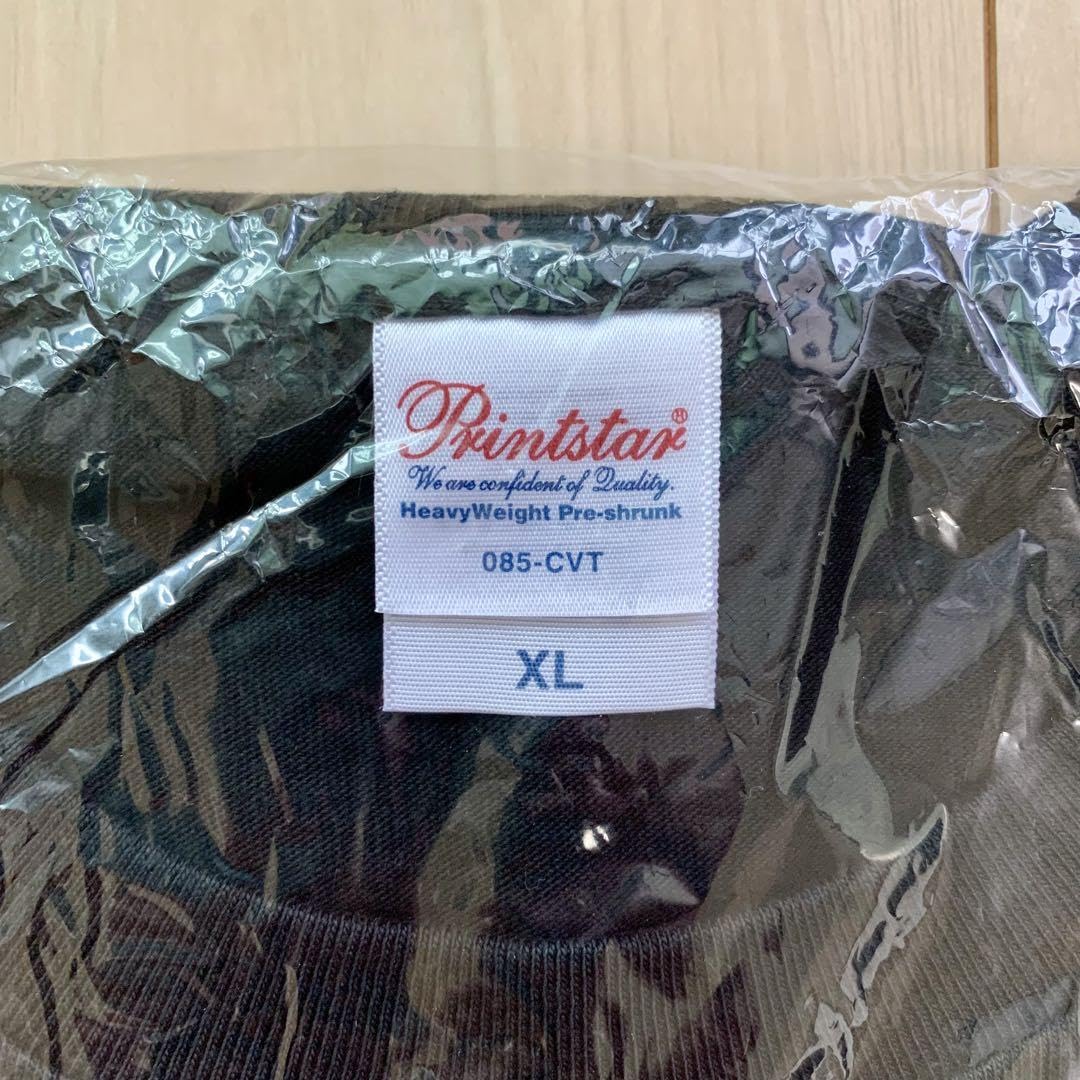 Printstar®
We are confident of Quality.
HeavyWeight Pre-shrunk
085-CVT
XL